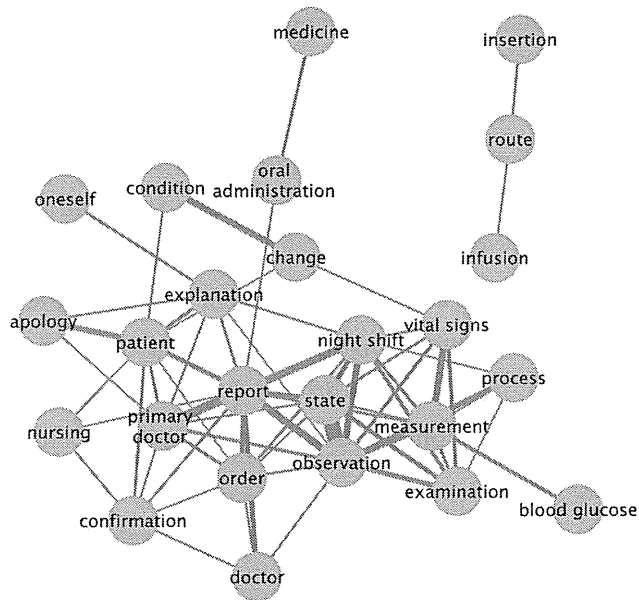 medicine
insertion
route
oral
administration
condition
oneself
change
infusion
explanation
apology
patient
night shift
vital signs
process
report
state
primary
doctor
measurement
nursing
observation
order
examination
confirmation
blood glucose
doctor